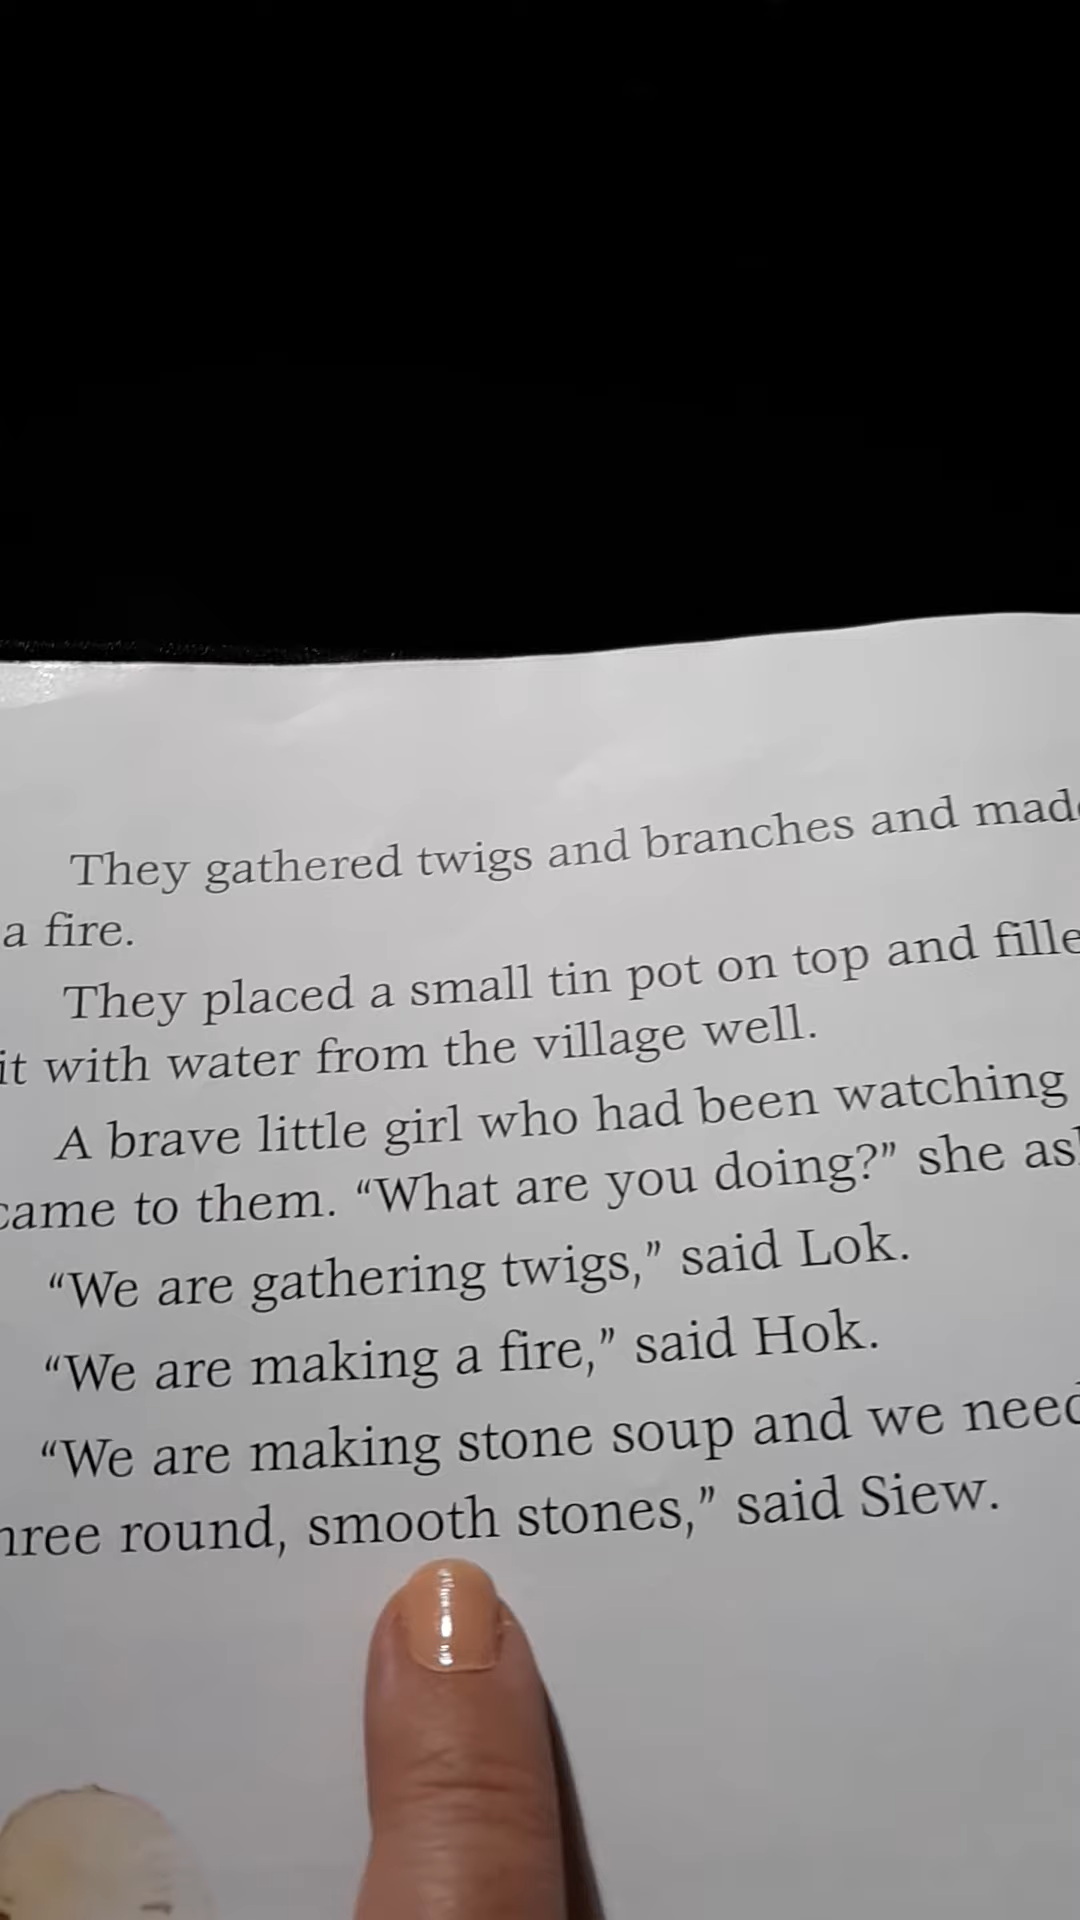 They gathered twigs and branches and made
a fire.
They placed a small tin pot on top and fille
it with water from the village well.
A brave little girl who had been watching
came to them. “What are you doing?” she as
“We are gathering twigs,” said Lok.
“We are making a fire,” said Hok.
“We are making stone soup and we need
hree round, smooth stones,” said Siew.